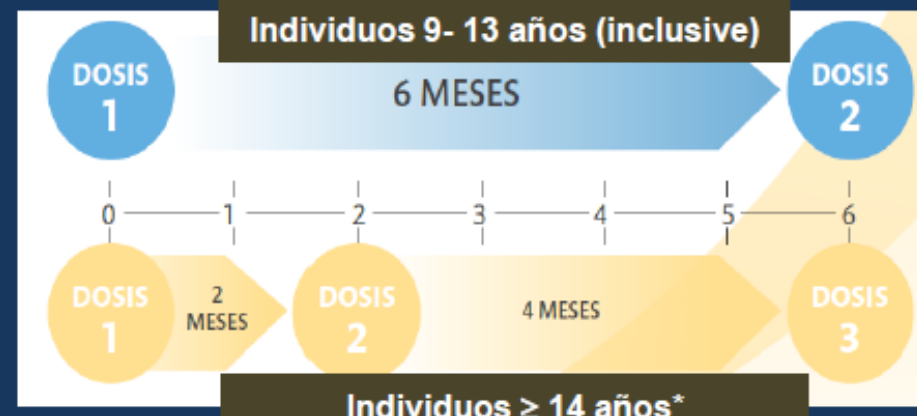 Individuos 9- 13 años (inclusive)
DOSIS
1
6 MESES
DOSIS
2
0 1 2 3 4 5 6
DOSIS
1
2
MESES
DOSIS
2
4 MESES
DOSIS
3
Individuos ≥ 14 años*